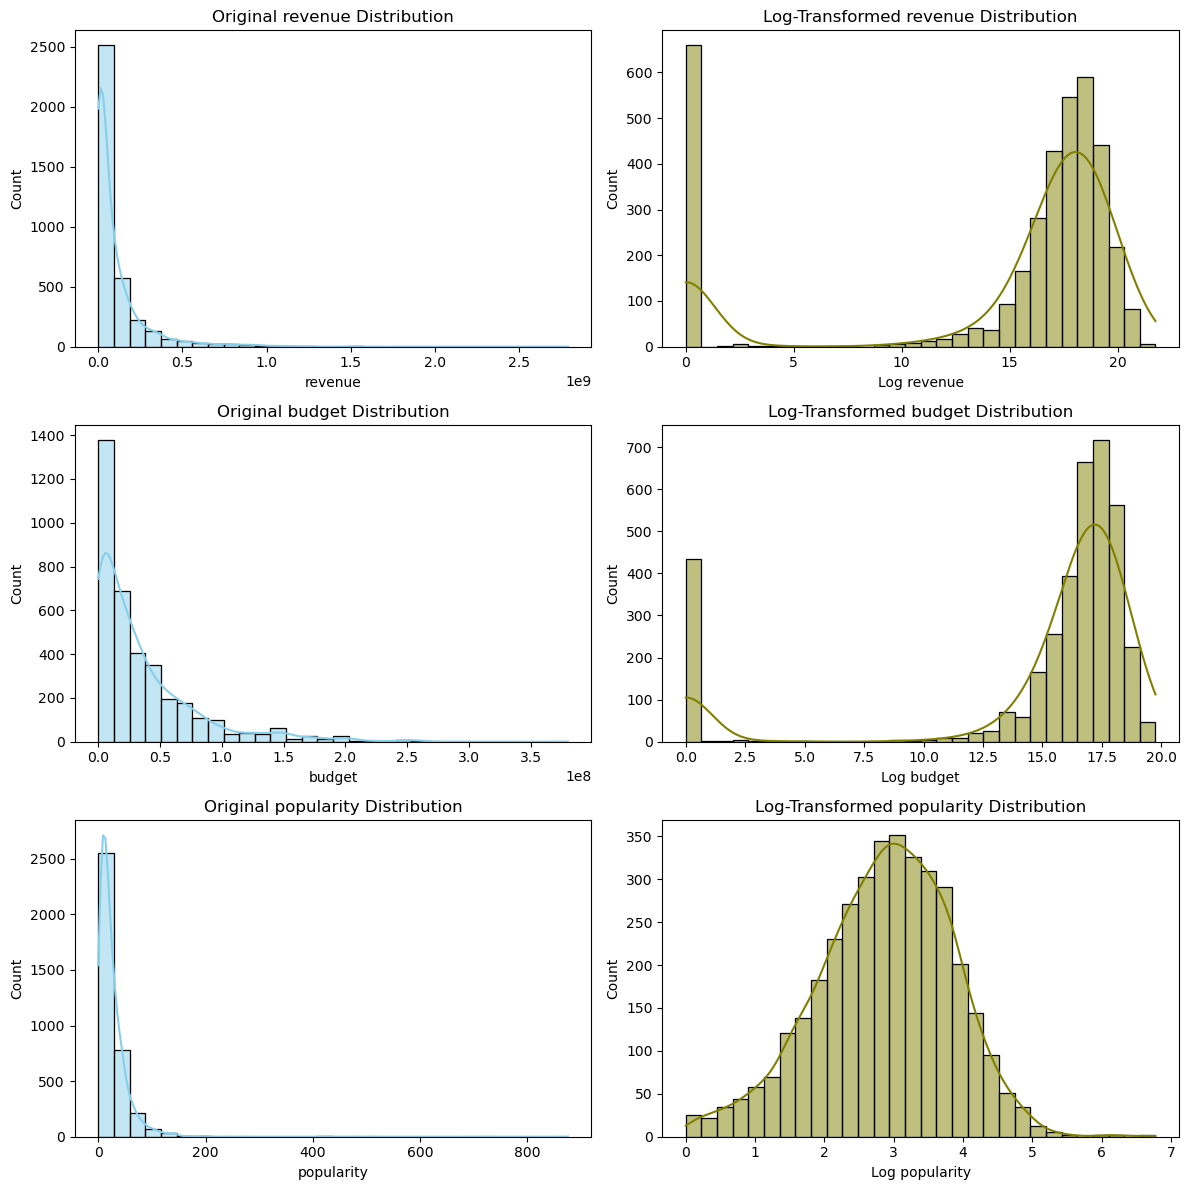 Original revenue Distribution
2500
2000
1500
1000
500
0
Count
0.0 0.5 1.0 1.5 2.0 2.5
1e9
revenue
Log-Transformed revenue Distribution
600
500
400
300
200
100
0
Count
0 5 10 15 20
Log revenue
Original budget Distribution
1400
1200
1000
800
600
400
200
0
Count
0.0 0.5 1.0 1.5 2.0 2.5 3.0 3.5
1e8
budget
Log-Transformed budget Distribution
700
600
500
400
300
200
100
0
Count
0.0 2.5 5.0 7.5 10.0 12.5 15.0 17.5 20.0
Log budget
Original popularity Distribution
2500
2000
1500
1000
500
0
Count
0 200 400 600 800
popularity
Log-Transformed popularity Distribution
350
300
250
200
150
100
50
0
Count
0 1 2 3 4 5 6 7
Log popularity